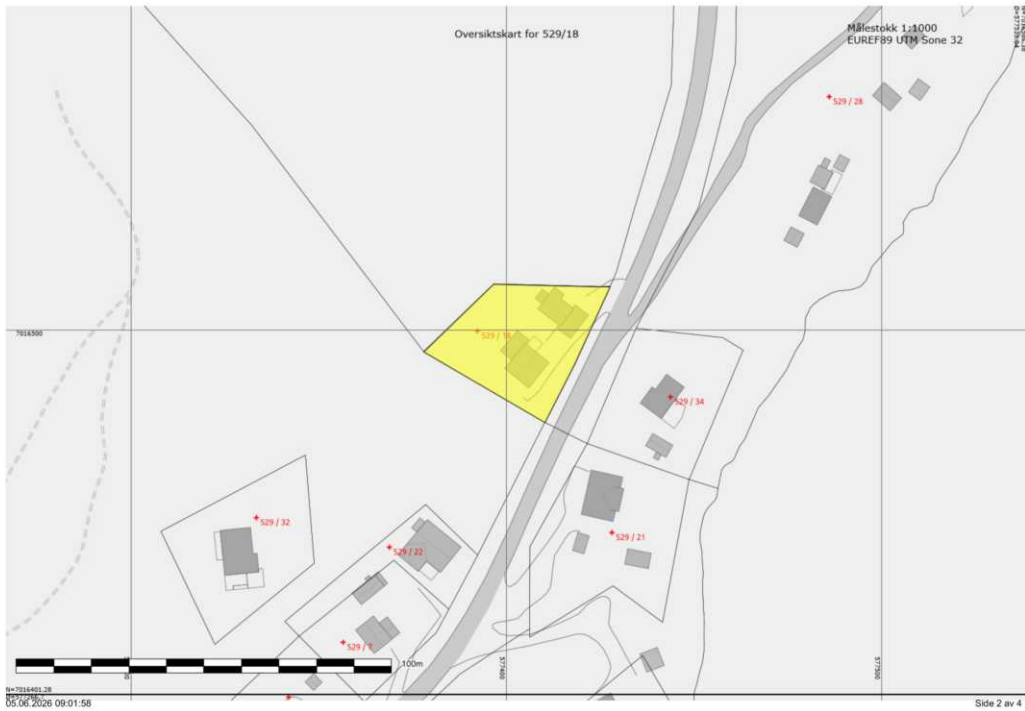 Oversiktskart for 529/18
Målestokk 1:1000
EUREF89 UTM Sone 32
529 / 28
7016500
529 / 34
529 / 32
529 / 22
529 / 21
529 / 7
100m
577400
577500
N=7016401.28
05.06.2026 09:01:58
Side 2 av 4